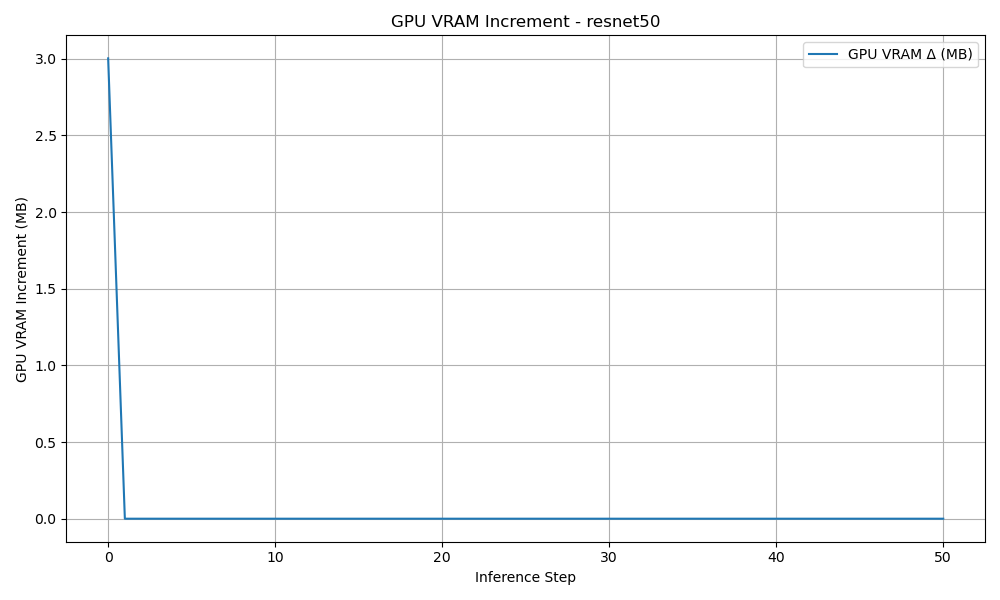 GPU VRAM Increment - resnet50
GPU VRAM Δ (MB)
GPU VRAM Increment (MB)
3.0
2.5
2.0
1.5
1.0
0.5
0.0
0 10 20 30 40 50
Inference Step